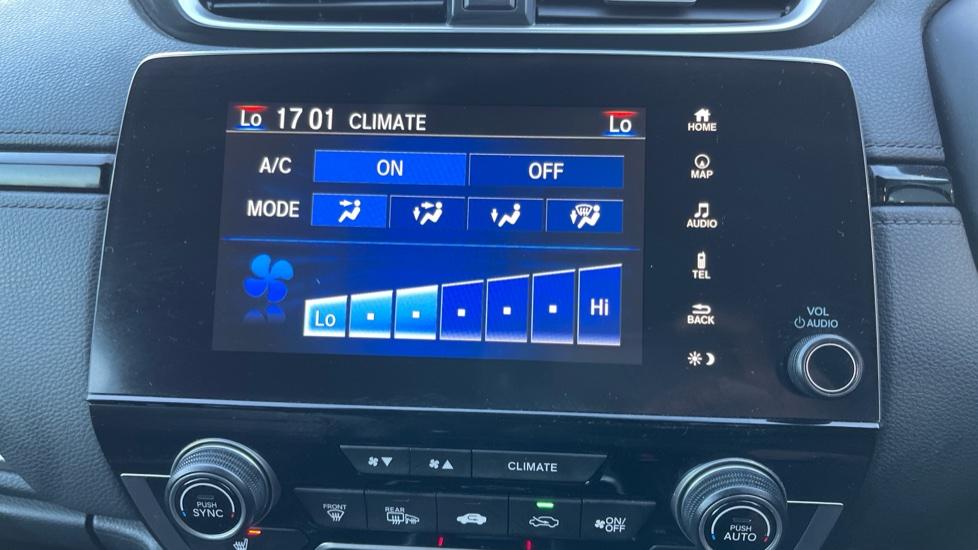 Lo 17 01 CLIMATE Lo
A/C ON OFF
MODE
Lo Hi
HOME
MAP
AUDIO
TEL
BACK
VOL
AUDIO
CLIMATE
PUSH
SYNC
FRONT
REAR
ON/
OFF
PUSH
AUTO